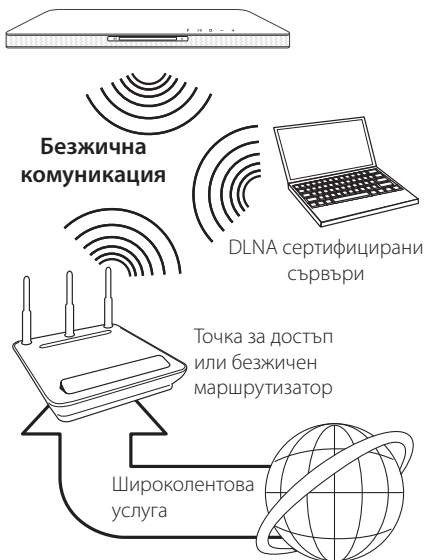 Безжична
комуникация
DLNA сертифицирани
сървъри
Точка за достъп
или безжичен
маршрутизатор
Широколентова
услуга